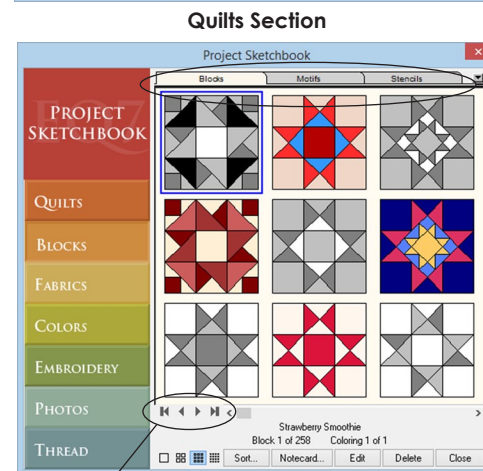 Quilts Section
Project Sketchbook
Blocks Motifs Stencils
EQ7
PROJECT
SKETCHBOOK
QUILTS
BLOCKS
FABRICS
COLORS
EMBROIDERY
PHOTOS
THREAD
Strawberry Smoothie
Block 1 of 258 Coloring 1 of 1
Sort... Notecard... Edit Delete Close